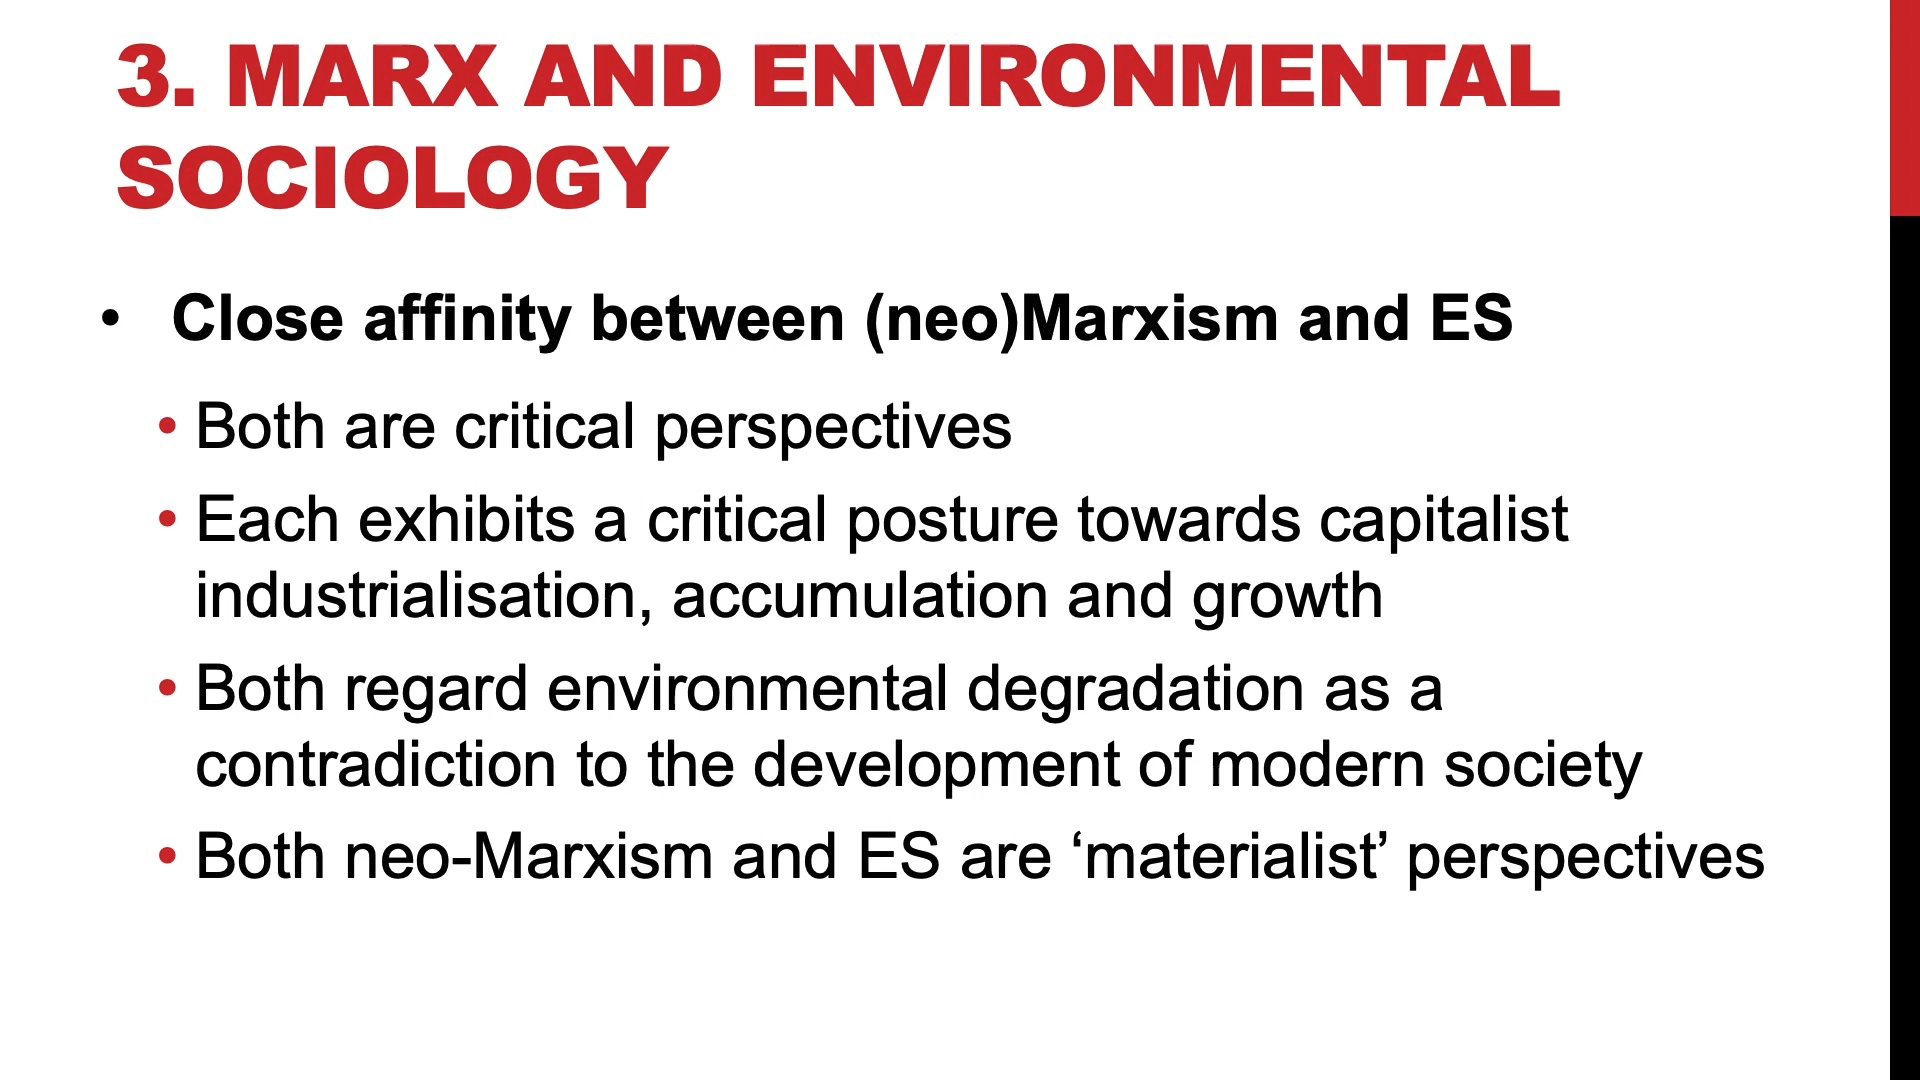 3. MARX AND ENVIRONMENTAL
SOCIOLOGY
• Close affinity between (neo)Marxism and ES
• Both are critical perspectives
• Each exhibits a critical posture towards capitalist
industrialisation, accumulation and growth
• Both regard environmental degradation as a
contradiction to the development of modern society
• Both neo-Marxism and ES are ‘materialist’ perspectives